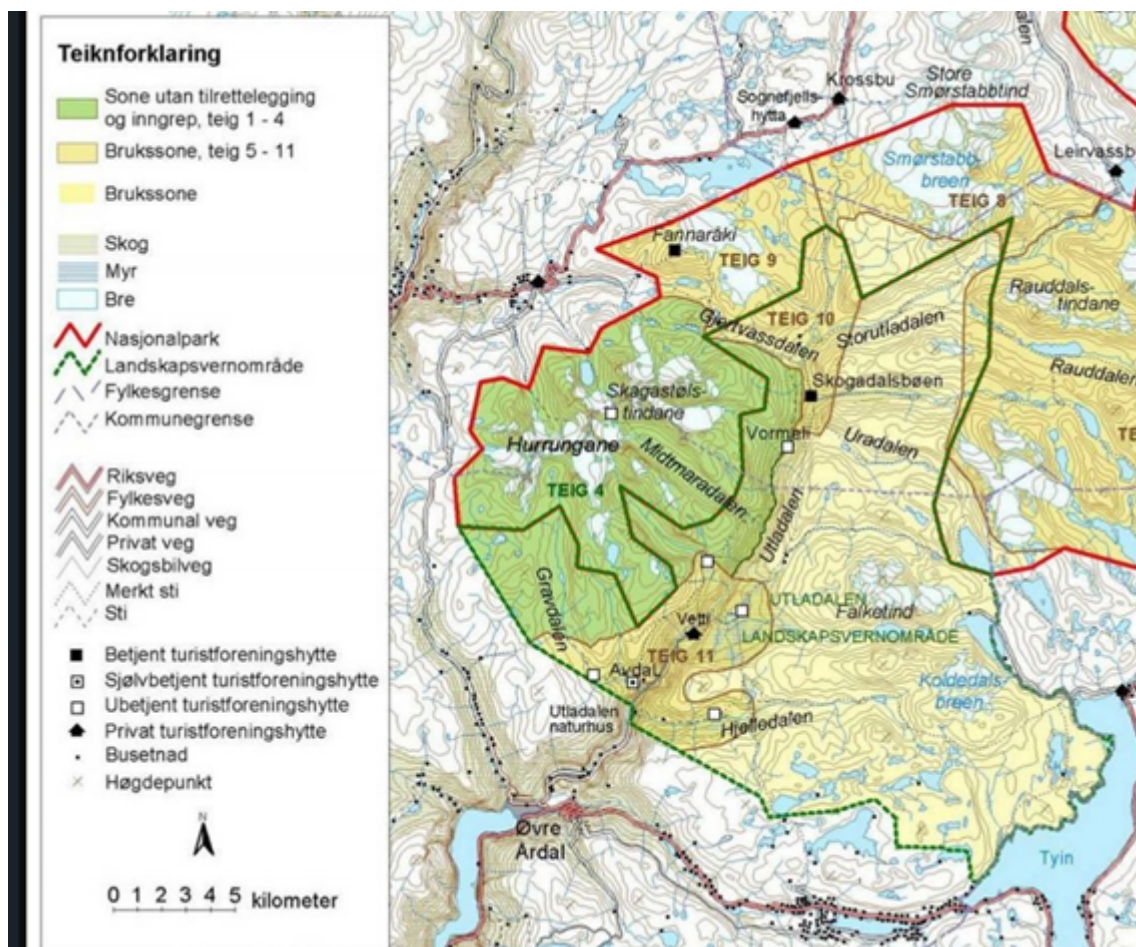 Teiknforklaring
Sone utan tilrettelegging
og inngrep, teig 1 - 4
Brukssone, teig 5 - 11
Brukssone
Skog
Myr
Bre
Nasjonalpark
Landskapsvernområde
Fylkesgrense
Kommunegrense
Riksveg
Fylkesveg
Kommunal veg
Privat veg
Skogsbilveg
Merkt sti
Sti
Betjent turistforeningshytte
Sjølvbetjent turistforeningshytte
Ubetjent turistforeningshytte
Privat turistforeningshytte
Busetnad
Høgdepunkt
N
0 1 2 3 4 5 kilometer
Krossbu
Sognefjells-
hytta
Store
Smørstabbtind
Leirvassb
Smørstabb-
breen
TEIG 8
Fannaråki
TEIG 9
Rauddals-
tindane
TEIG 10
Gjertvassdalen
Storutladalen
Rauddalen
Skagastøls-
tindane
Skogadalsbøen
Hurrungane
Vormeli
Uradalen
Midtmaradalen
TEIG 4
Utladalen
Gravdalen
UTLADALEN
Falketind
LANDSKAPSVERNOMRÅDE
Vetti
TEIG 11
Avdal
Koldedals-
breen
Utladalen
naturhus
Hjelledalen
Øvre
Årdal
Tyin